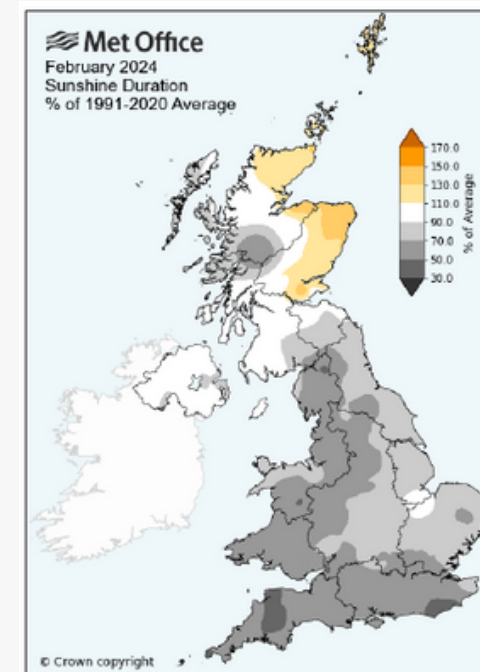 Met Office
February 2024
Sunshine Duration
% of 1991-2020 Average
170.0
150.0
130.0
110.0
90.0
70.0
50.0
30.0
% of Average
© Crown copyright